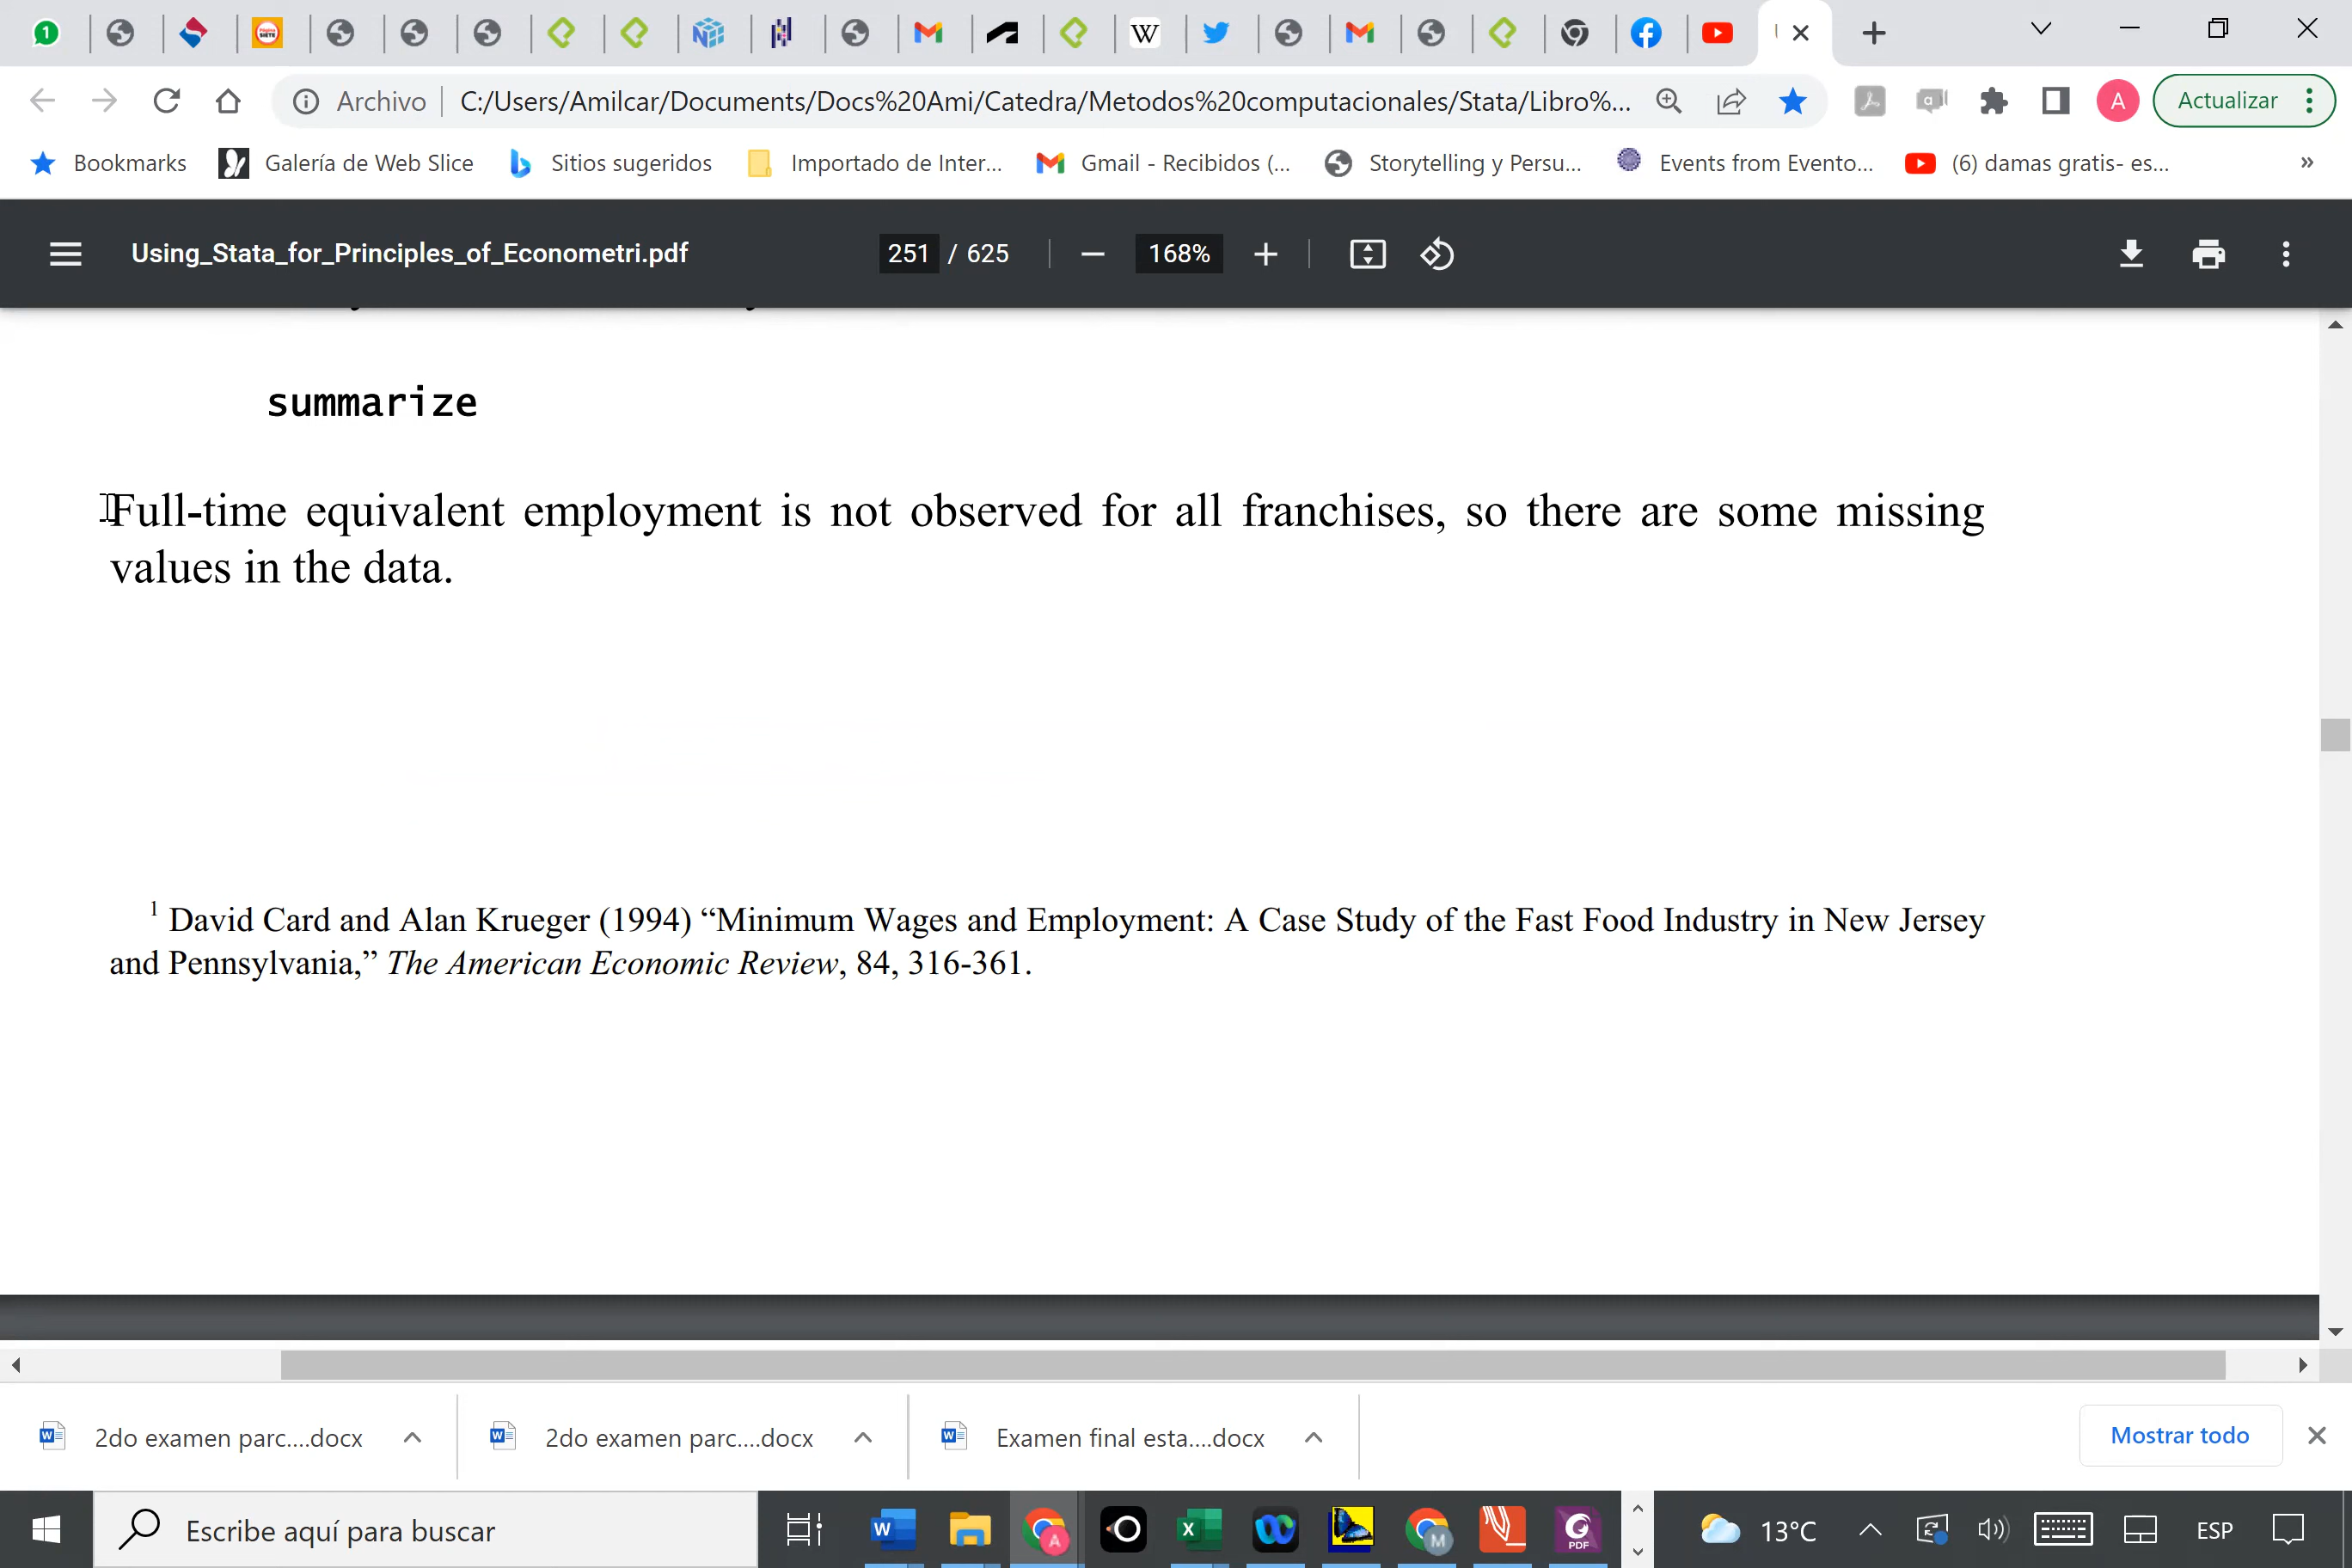 1
W
Archivo
C:/Users/Amilcar/Documents/Docs%20Ami/Catedra/Metodos%20computacionales/Stata/Libro%...
A
Actualizar
Bookmarks
Galería de Web Slice
Sitios sugeridos
Importado de Inter...
Gmail - Recibidos (...
Storytelling y Persu...
Events from Evento...
(6) damas gratis- es...
»
Using_Stata_for_Principles_of_Econometri.pdf
251 / 625
168%
summarize
Full-time equivalent employment is not observed for all franchises, so there are some missing
values in the data.
1 David Card and Alan Krueger (1994) “Minimum Wages and Employment: A Case Study of the Fast Food Industry in New Jersey
and Pennsylvania,” The American Economic Review, 84, 316-361.
2do examen parc....docx
2do examen parc....docx
Examen final esta....docx
Mostrar todo
Escribe aquí para buscar
W
A
X
M
PDF
13°C
ESP